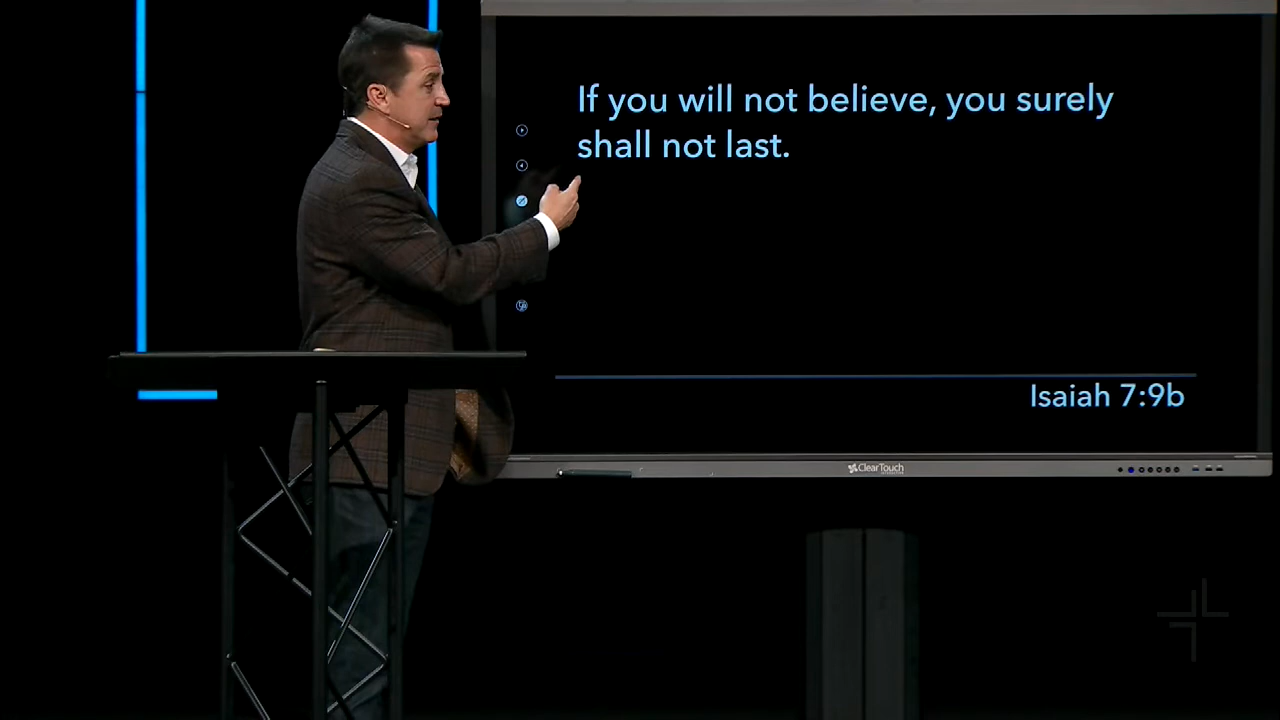 If you will not believe, you surely
shall not last.
Isaiah 7:9b
ClearTouch